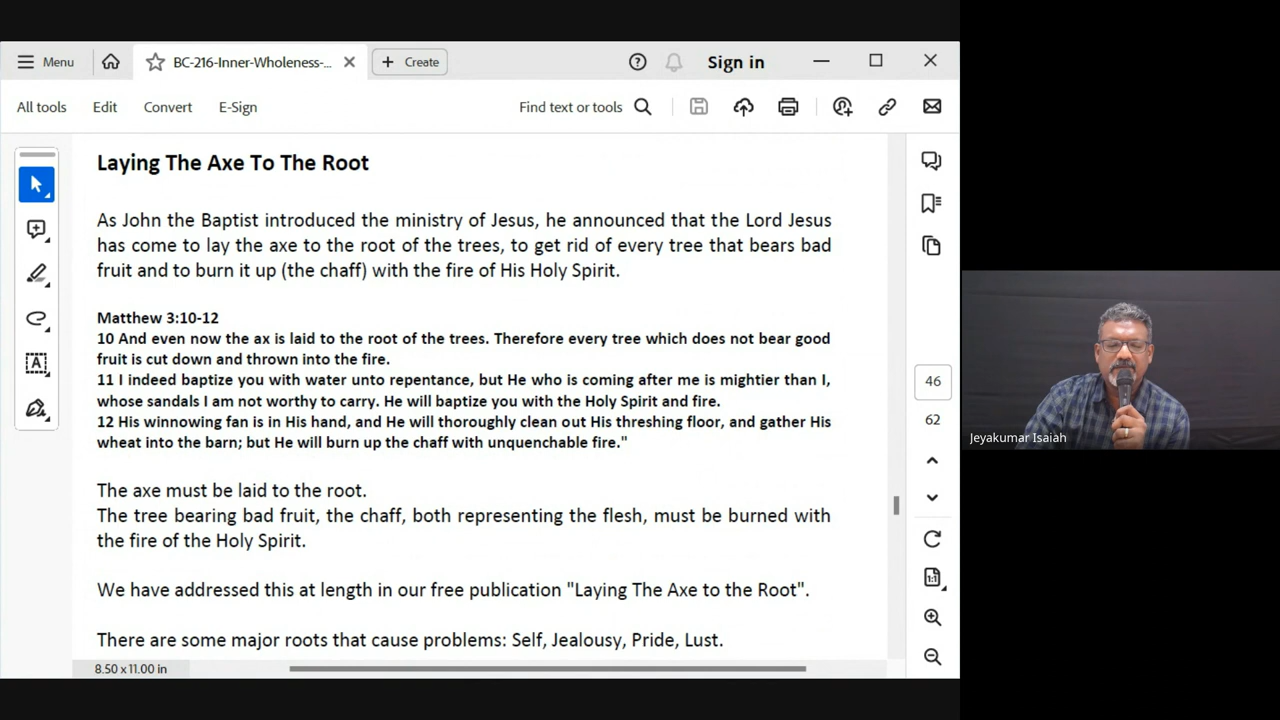 Menu
BC-216-Inner-Wholeness-...
Create
Sign in
All tools
Edit
Convert
E-Sign
Find text or tools
Laying The Axe To The Root
As John the Baptist introduced the ministry of Jesus, he announced that the Lord Jesus
has come to lay the axe to the root of the trees, to get rid of every tree that bears bad
fruit and to burn it up (the chaff) with the fire of His Holy Spirit.
Matthew 3:10-12
10 And even now the ax is laid to the root of the trees. Therefore every tree which does not bear good
fruit is cut down and thrown into the fire.
11 I indeed baptize you with water unto repentance, but He who is coming after me is mightier than I,
whose sandals I am not worthy to carry. He will baptize you with the Holy Spirit and fire.
12 His winnowing fan is in His hand, and He will thoroughly clean out His threshing floor, and gather His
wheat into the barn; but He will burn up the chaff with unquenchable fire."
The axe must be laid to the root.
The tree bearing bad fruit, the chaff, both representing the flesh, must be burned with
the fire of the Holy Spirit.
We have addressed this at length in our free publication "Laying The Axe to the Root".
There are some major roots that cause problems: Self, Jealousy, Pride, Lust.
8.50 x 11.00 in
46
62
1:1
Jeyakumar Isaiah